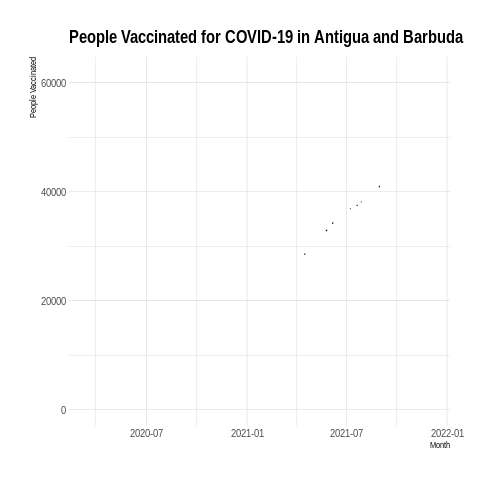 People Vaccinated for COVID-19 in Antigua and Barbuda
People Vaccinated
60000
40000
20000
0
2020-07 2021-01 2021-07 2022-01
Month